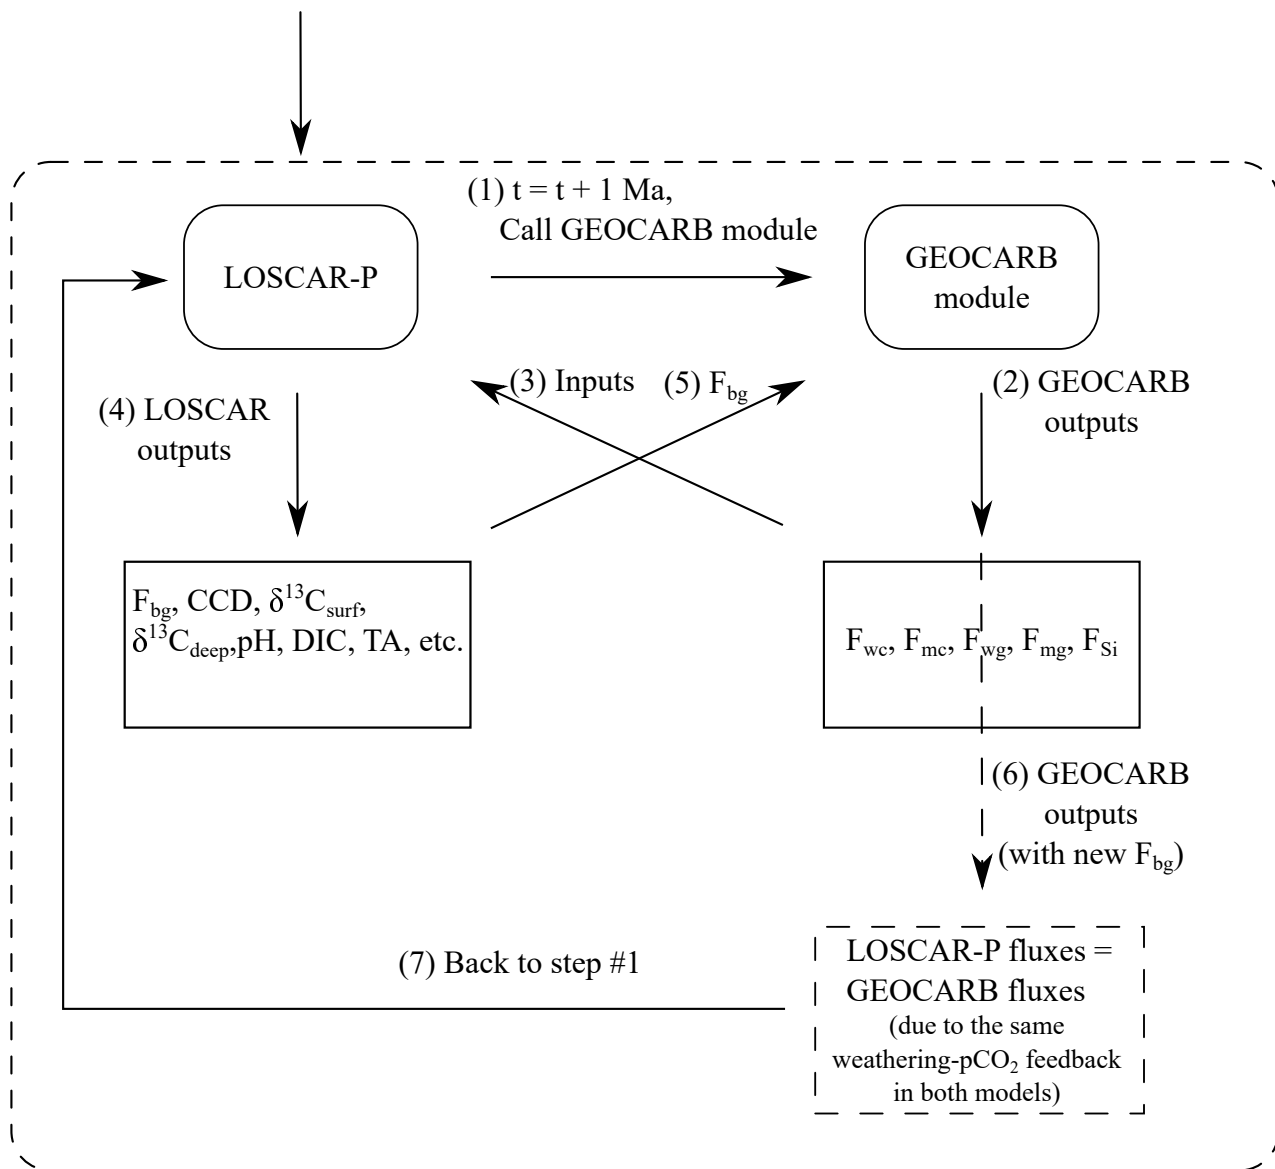 (1) t = t + 1 Ma,
Call GEOCARB module
LOSCAR-P
GEOCARB
module
(3) Inputs
(5) F_bg
(2) GEOCARB
outputs
(4) LOSCAR
outputs
F_bg, CCD, δ¹³C_surf,
δ¹³C_deep,pH, DIC, TA, etc.
F_wc, F_mc, F_wg, F_mg, F_Si
(6) GEOCARB
outputs
(with new F_bg)
(7) Back to step #1
LOSCAR-P fluxes =
GEOCARB fluxes
(due to the same
weathering-pCO₂ feedback
in both models)